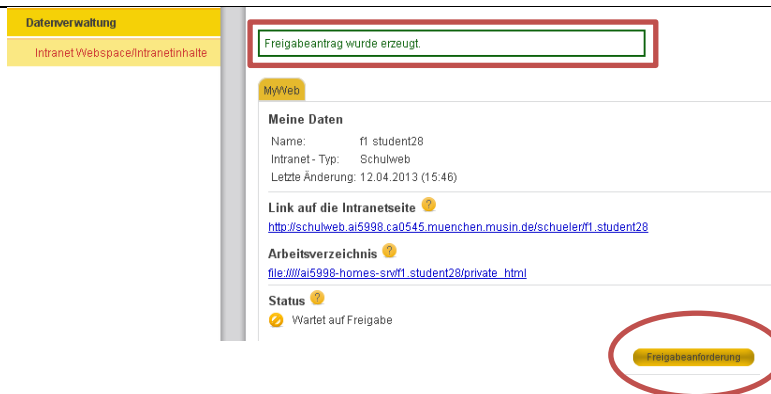 Datenverwaltung
Intranet Webspace/Intranetinhalte
Freigabeantrag wurde erzeugt.
MyWeb
Meine Daten
Name: f1 student28
Intranet - Typ: Schulweb
Letzte Änderung: 12.04.2013 (15:46)
Link auf die Intranetseite ?
http://schulweb.ai5998.ca0545.muenchen.musin.de/schueler/f1.student28
Arbeitsverzeichnis ?
file://///ai5998-homes-srv/f1.student28/private_html
Status ?
Wartet auf Freigabe
Freigabeanforderung